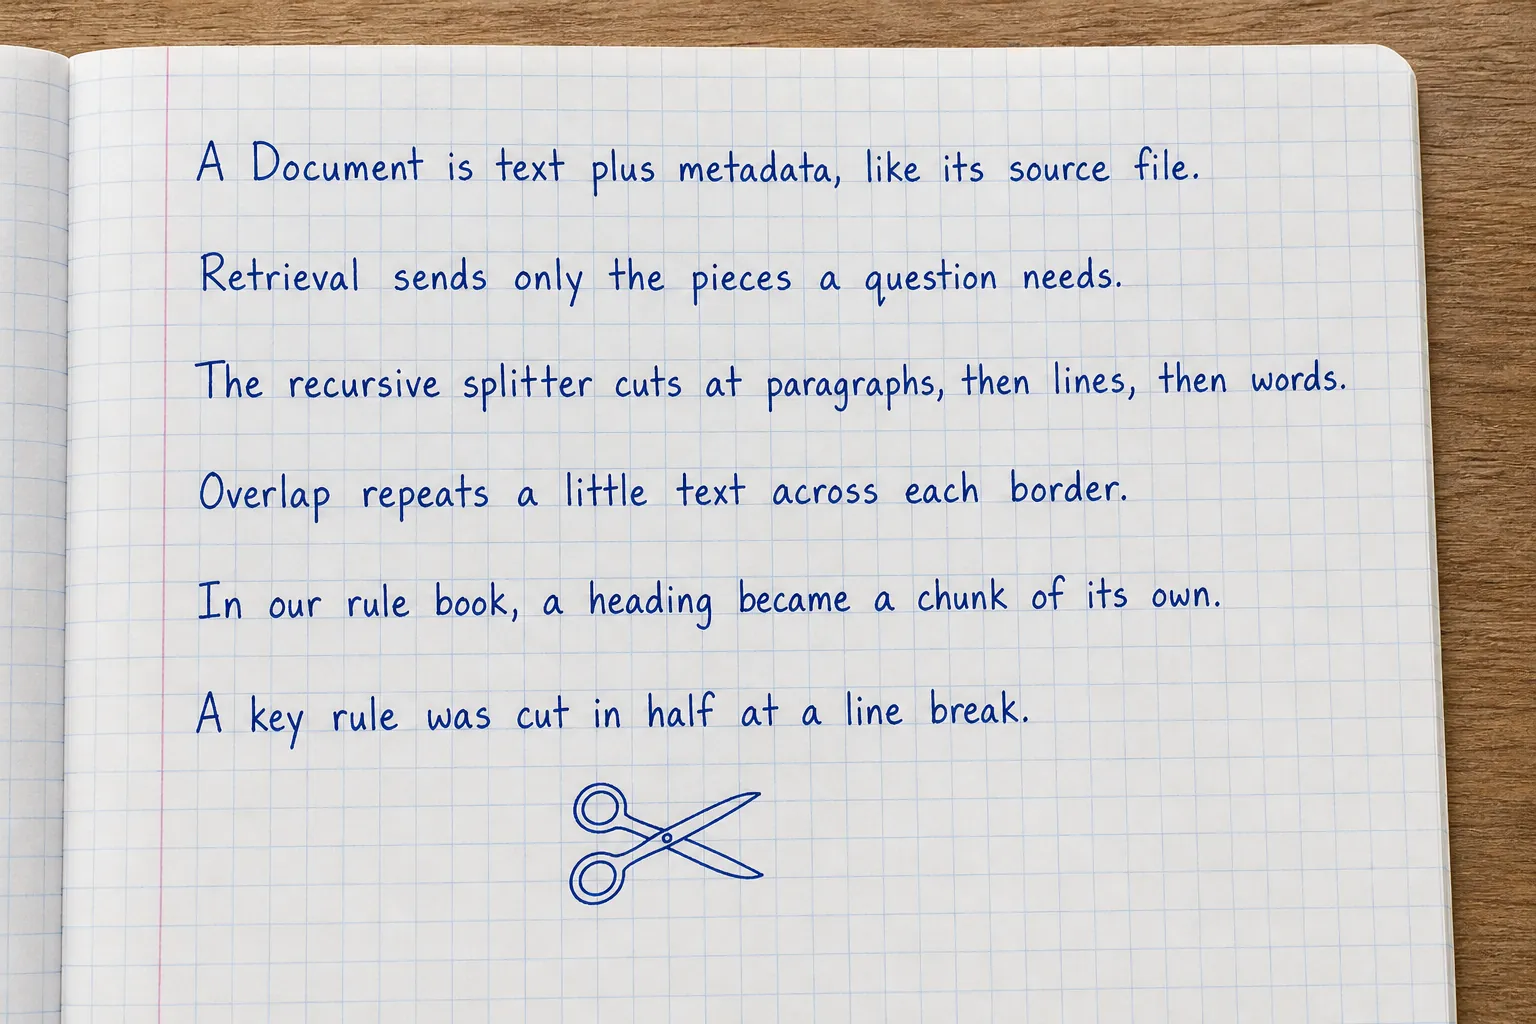 A Document is text plus metadata, like its source file.
Retrieval sends only the pieces a question needs.
The recursive splitter cuts at paragraphs, then lines, then words.
Overlap repeats a little text across each border.
In our rule book, a heading became a chunk of its own.
A key rule was cut in half at a line break.